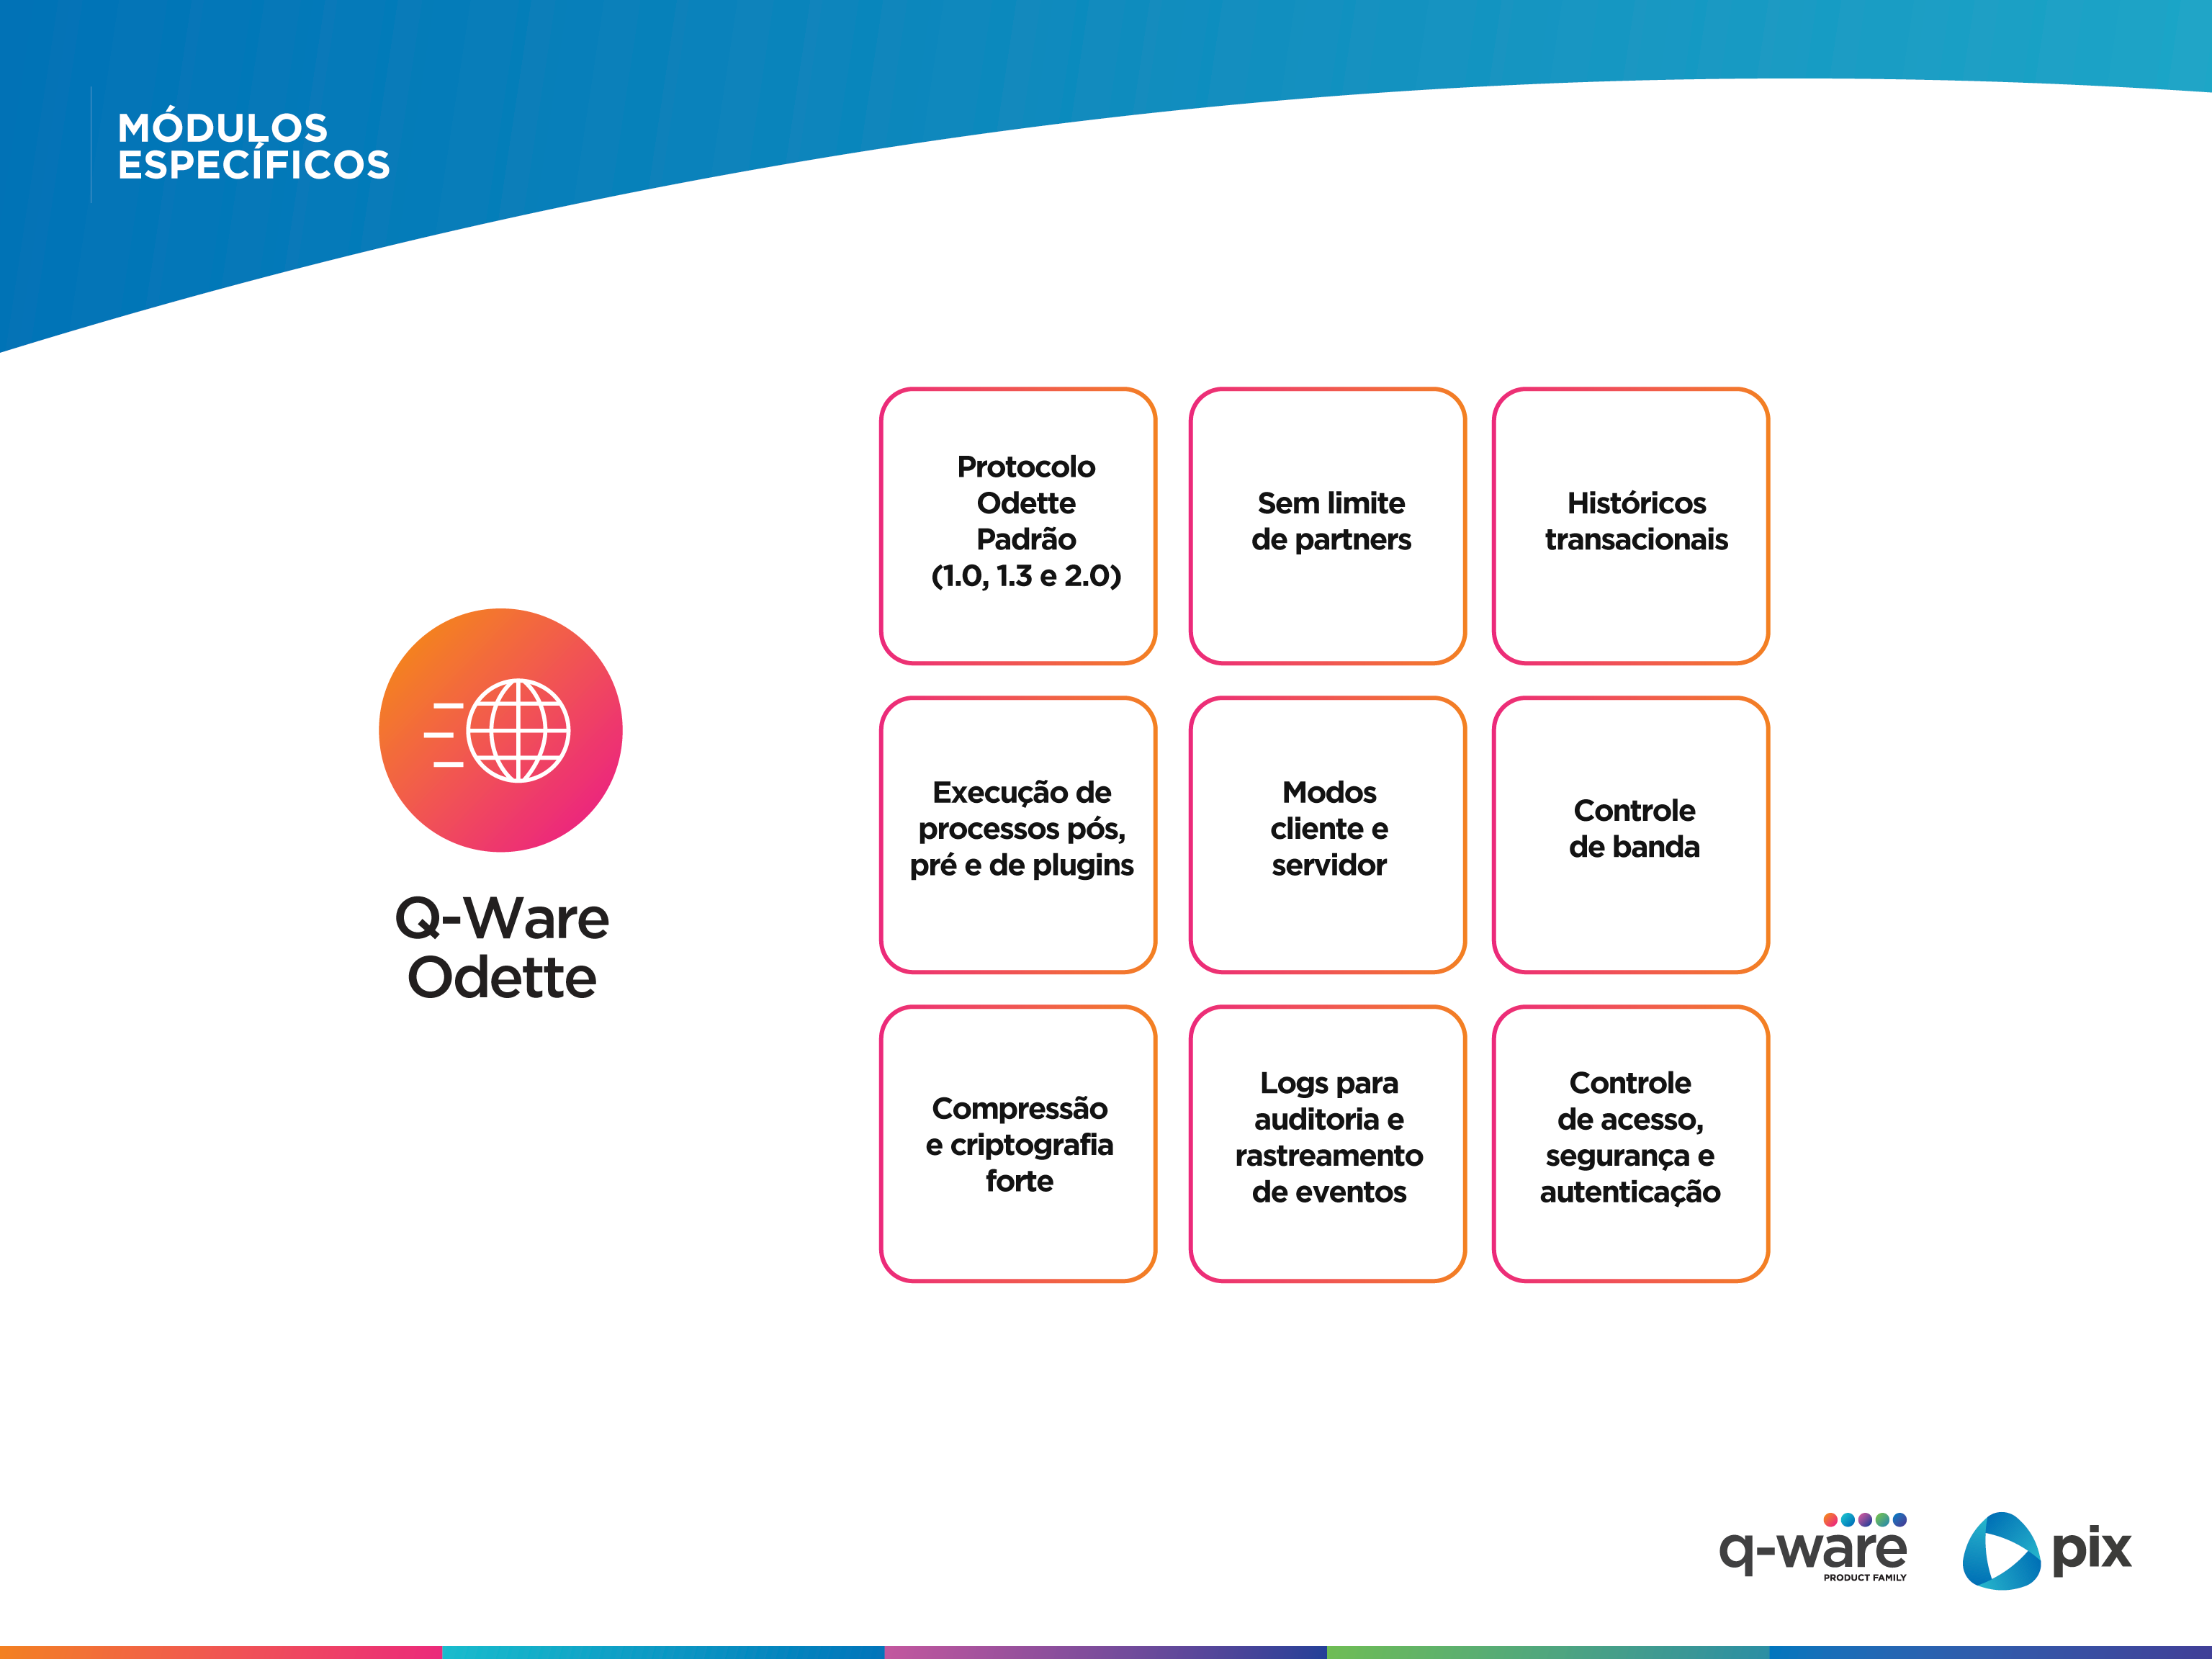 MÓDULOS
ESPECÍFICOS
Q-Ware
Odette
Protocolo
Odette
Padrão
(1.0, 1.3 e 2.0)
Sem limite
de partners
Históricos
transacionais
Execução de
processos pós,
pré e de plugins
Modos
cliente e
servidor
Controle
de banda
Compressão
e criptografia
forte
Logs para
auditoria e
rastreamento
de eventos
Controle
de acesso,
segurança e
autenticação
q-ware
PRODUCT FAMILY
pix